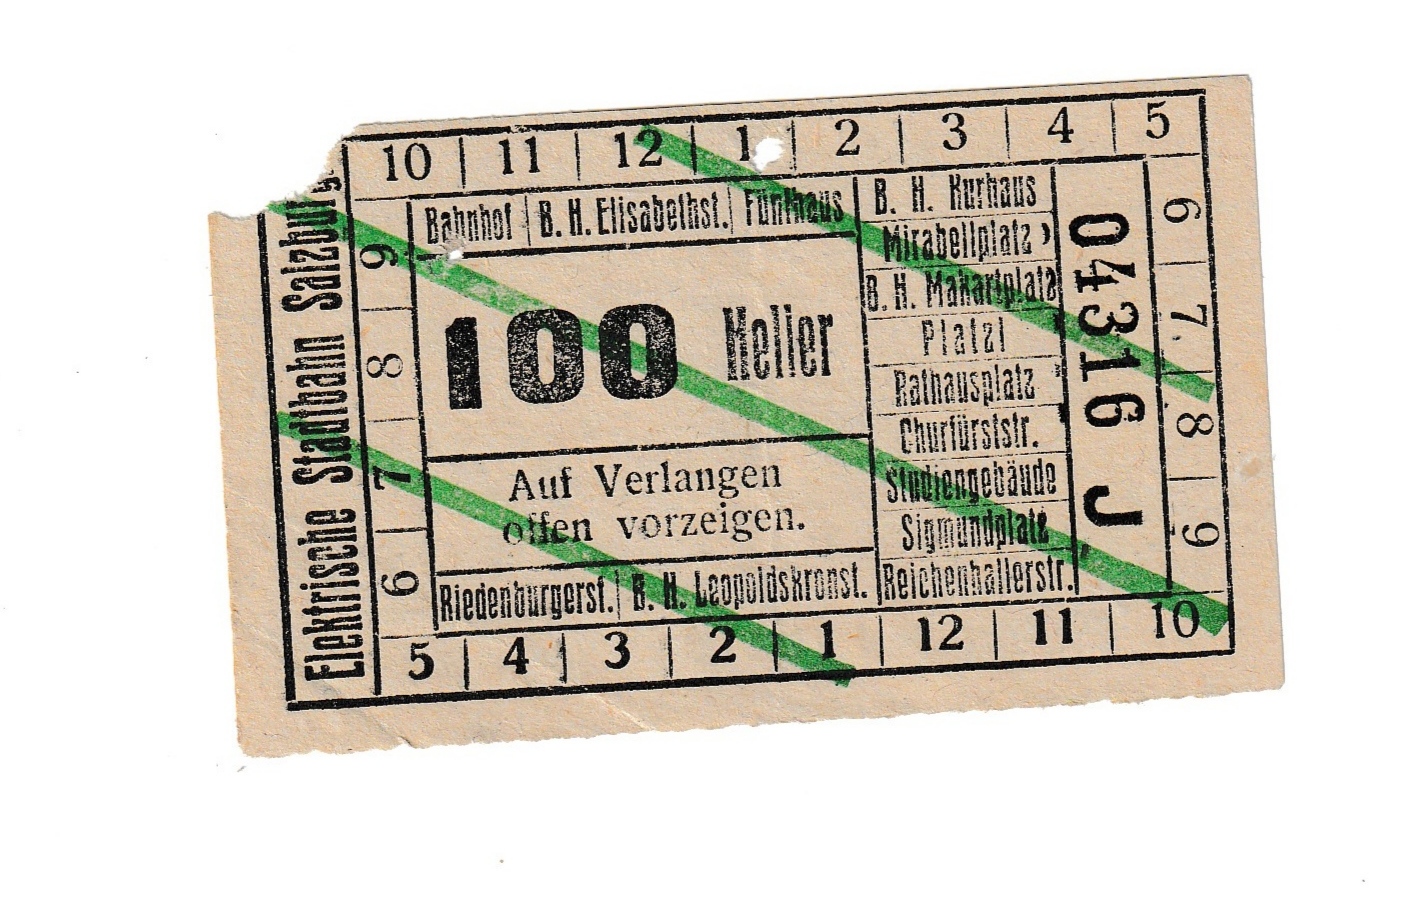 Elektrische Stadtbahn Salzburg
10 11 12 1 2 3 4 5
6 7 8 9
9 8 7 6
Bahnhof B. H. Elisabethst. Fünfhaus
100 Heller
Auf Verlangen
offen vorzeigen.
Riedenburgerst. B. H. Leopoldskronst.
B. H. Kurhaus
Mirabellplatz
B. H. Makartplatz
Platzl
Rathausplatz
Churfürststr.
Studiengebäude
Sigmundplatz
Reichenhallerstr.
04316 J
5 4 3 2 1 12 11 10